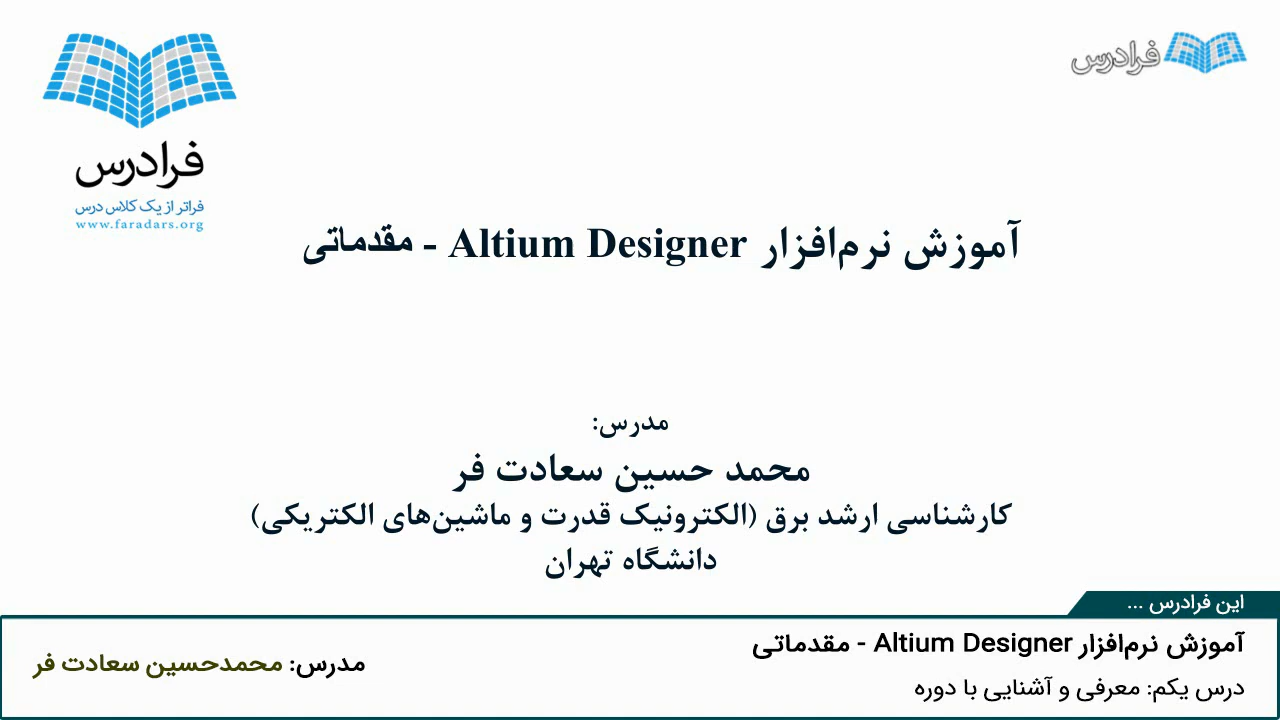 فرادرس
فرادرس
فراتر از یک کلاس درس
www.faradars.org
آموزش نرم‌افزار Altium Designer - مقدماتی
مدرس:
محمد حسین سعادت فر
کارشناسی ارشد برق (الکترونیک قدرت و ماشین‌های الکتریکی)
دانشگاه تهران
این فرادرس ...
آموزش نرم‌افزار Altium Designer - مقدماتی
درس یکم: معرفی و آشنایی با دوره
مدرس: محمدحسین سعادت فر